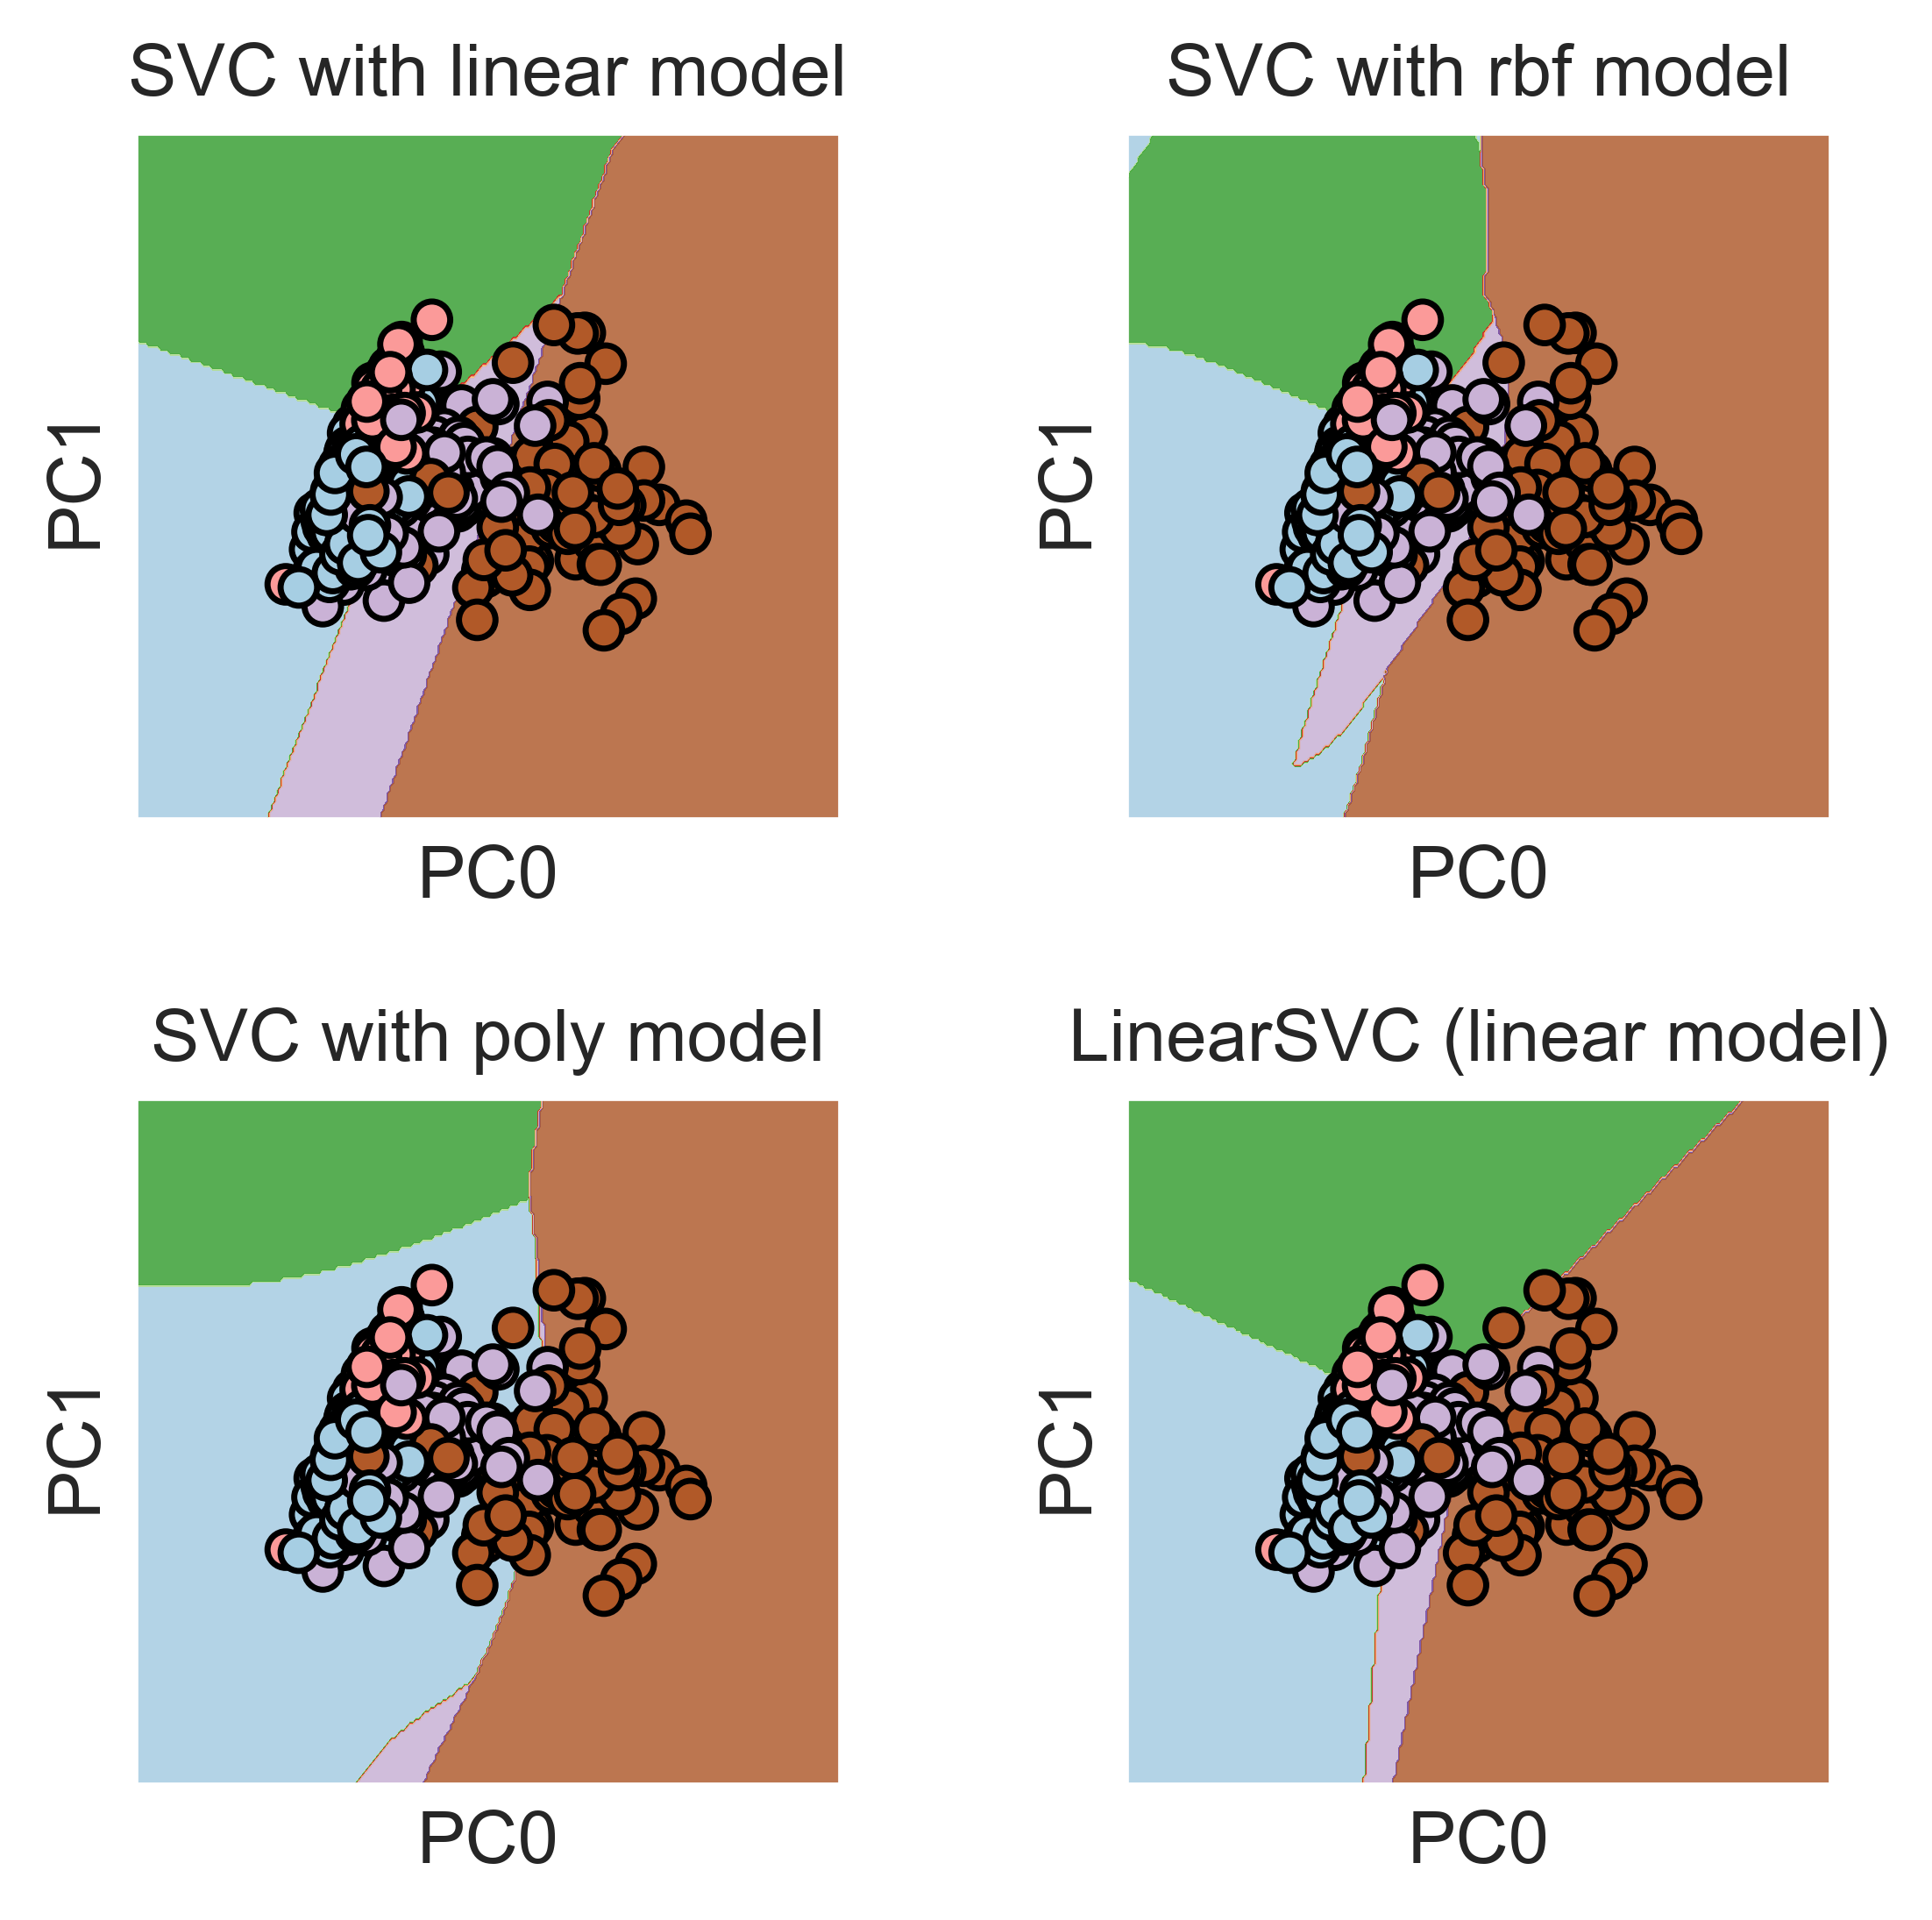 SVC with linear model
SVC with rbf model
PC1
PC1
PC0
PC0
SVC with poly model
LinearSVC (linear model)
PC1
PC1
PC0
PC0